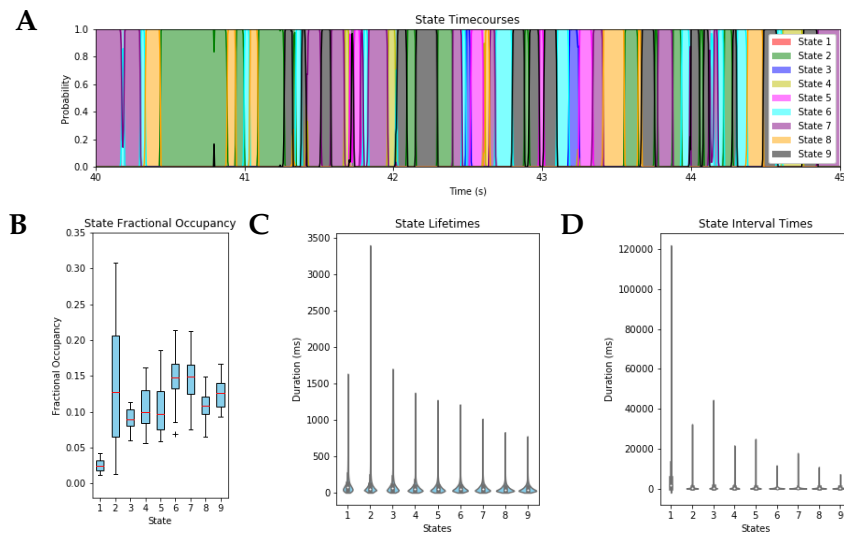 A
State Timecourses
Probability
1.0
0.8
0.6
0.4
0.2
0.0
State 1
State 2
State 3
State 4
State 5
State 6
State 7
State 8
State 9
40
41
42
43
44
45
Time (s)
B
State Fractional Occupancy
Fractional Occupancy
0.35
0.30
0.25
0.20
0.15
0.10
0.05
0.00
1 2 3 4 5 6 7 8 9
State
C
State Lifetimes
Duration (ms)
3500
3000
2500
2000
1500
1000
500
0
1 2 3 4 5 6 7 8 9
States
D
State Interval Times
Duration (ms)
120000
100000
80000
60000
40000
20000
0
1 2 3 4 5 6 7 8 9
States